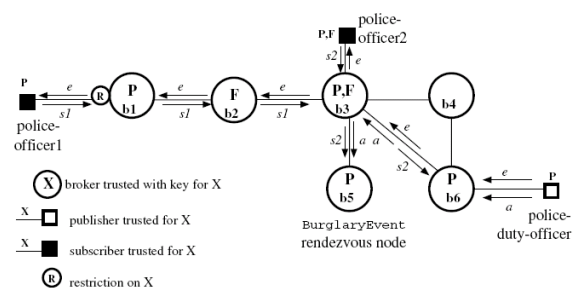 police-
officer2
P,F
s2
e
P
e
R
P
b1
e
F
b2
e
P,F
b3
b4
s1
s1
s1
police-
officer1
s2
a
a
e
s2
X
broker trusted with key for X
P
b5
P
b6
e
P
a
X
publisher trusted for X
BurglaryEvent
rendezvous node
police-
duty-officer
X
subscriber trusted for X
R
restriction on X